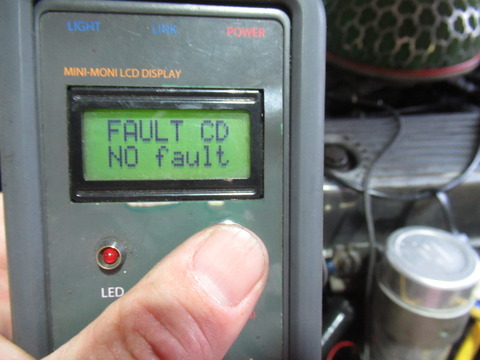 LIGHT LINK POWER
MINI-MONI LCD DISPLAY
FAULT CD
NO fault
LED